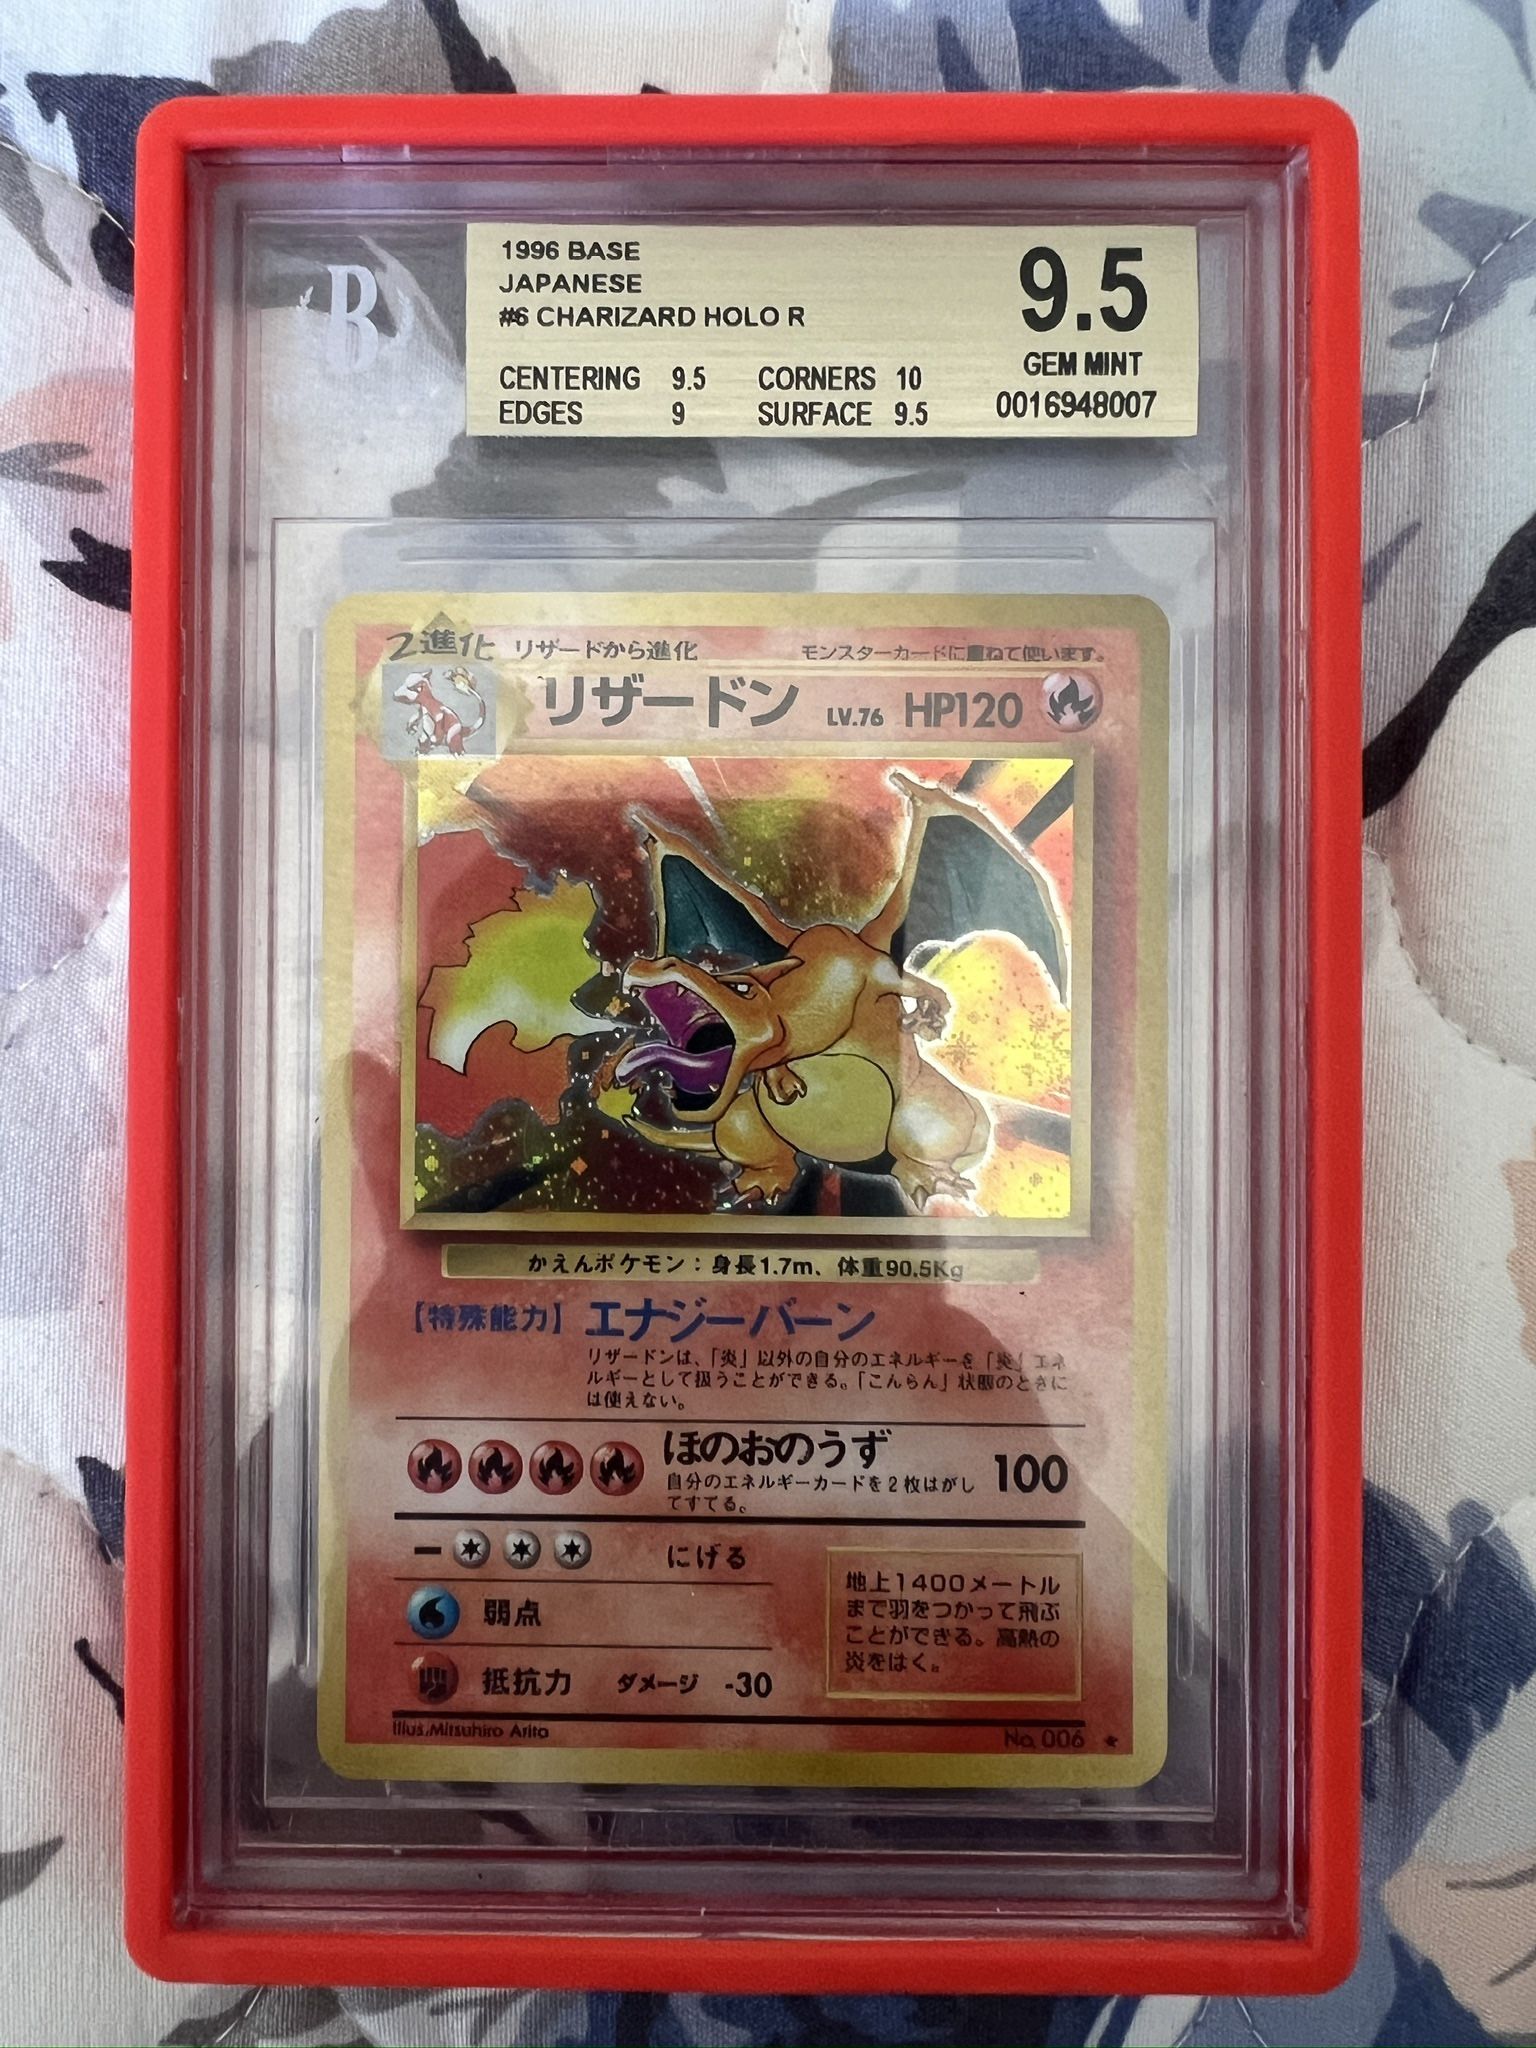 B
1996 BASE
JAPANESE
#6 CHARIZARD HOLO R
9.5
GEM MINT
0016948007
CENTERING 9.5 CORNERS 10
EDGES 9 SURFACE 9.5
2進化 リザードから進化 モンスターカードに重ねて使います。
リザードン LV.76 HP120
かえんポケモン：身長1.7m、体重90.5Kg
【特殊能力】エナジーバーン
リザードンは、「炎」以外の自分のエネルギーを「炎」エネ
ルギーとして扱うことができる。「こんらん」状態のときに
は使えない。
ほのおのうず 100
自分のエネルギーカードを2枚はがし
てすてる。
ー にげる
弱点
抵抗力 ダメージ -30
地上1400メートル
まで羽をつかって飛ぶ
ことができる。高熱の
炎をはく。
Illus.Mitsuhiro Arita No.006